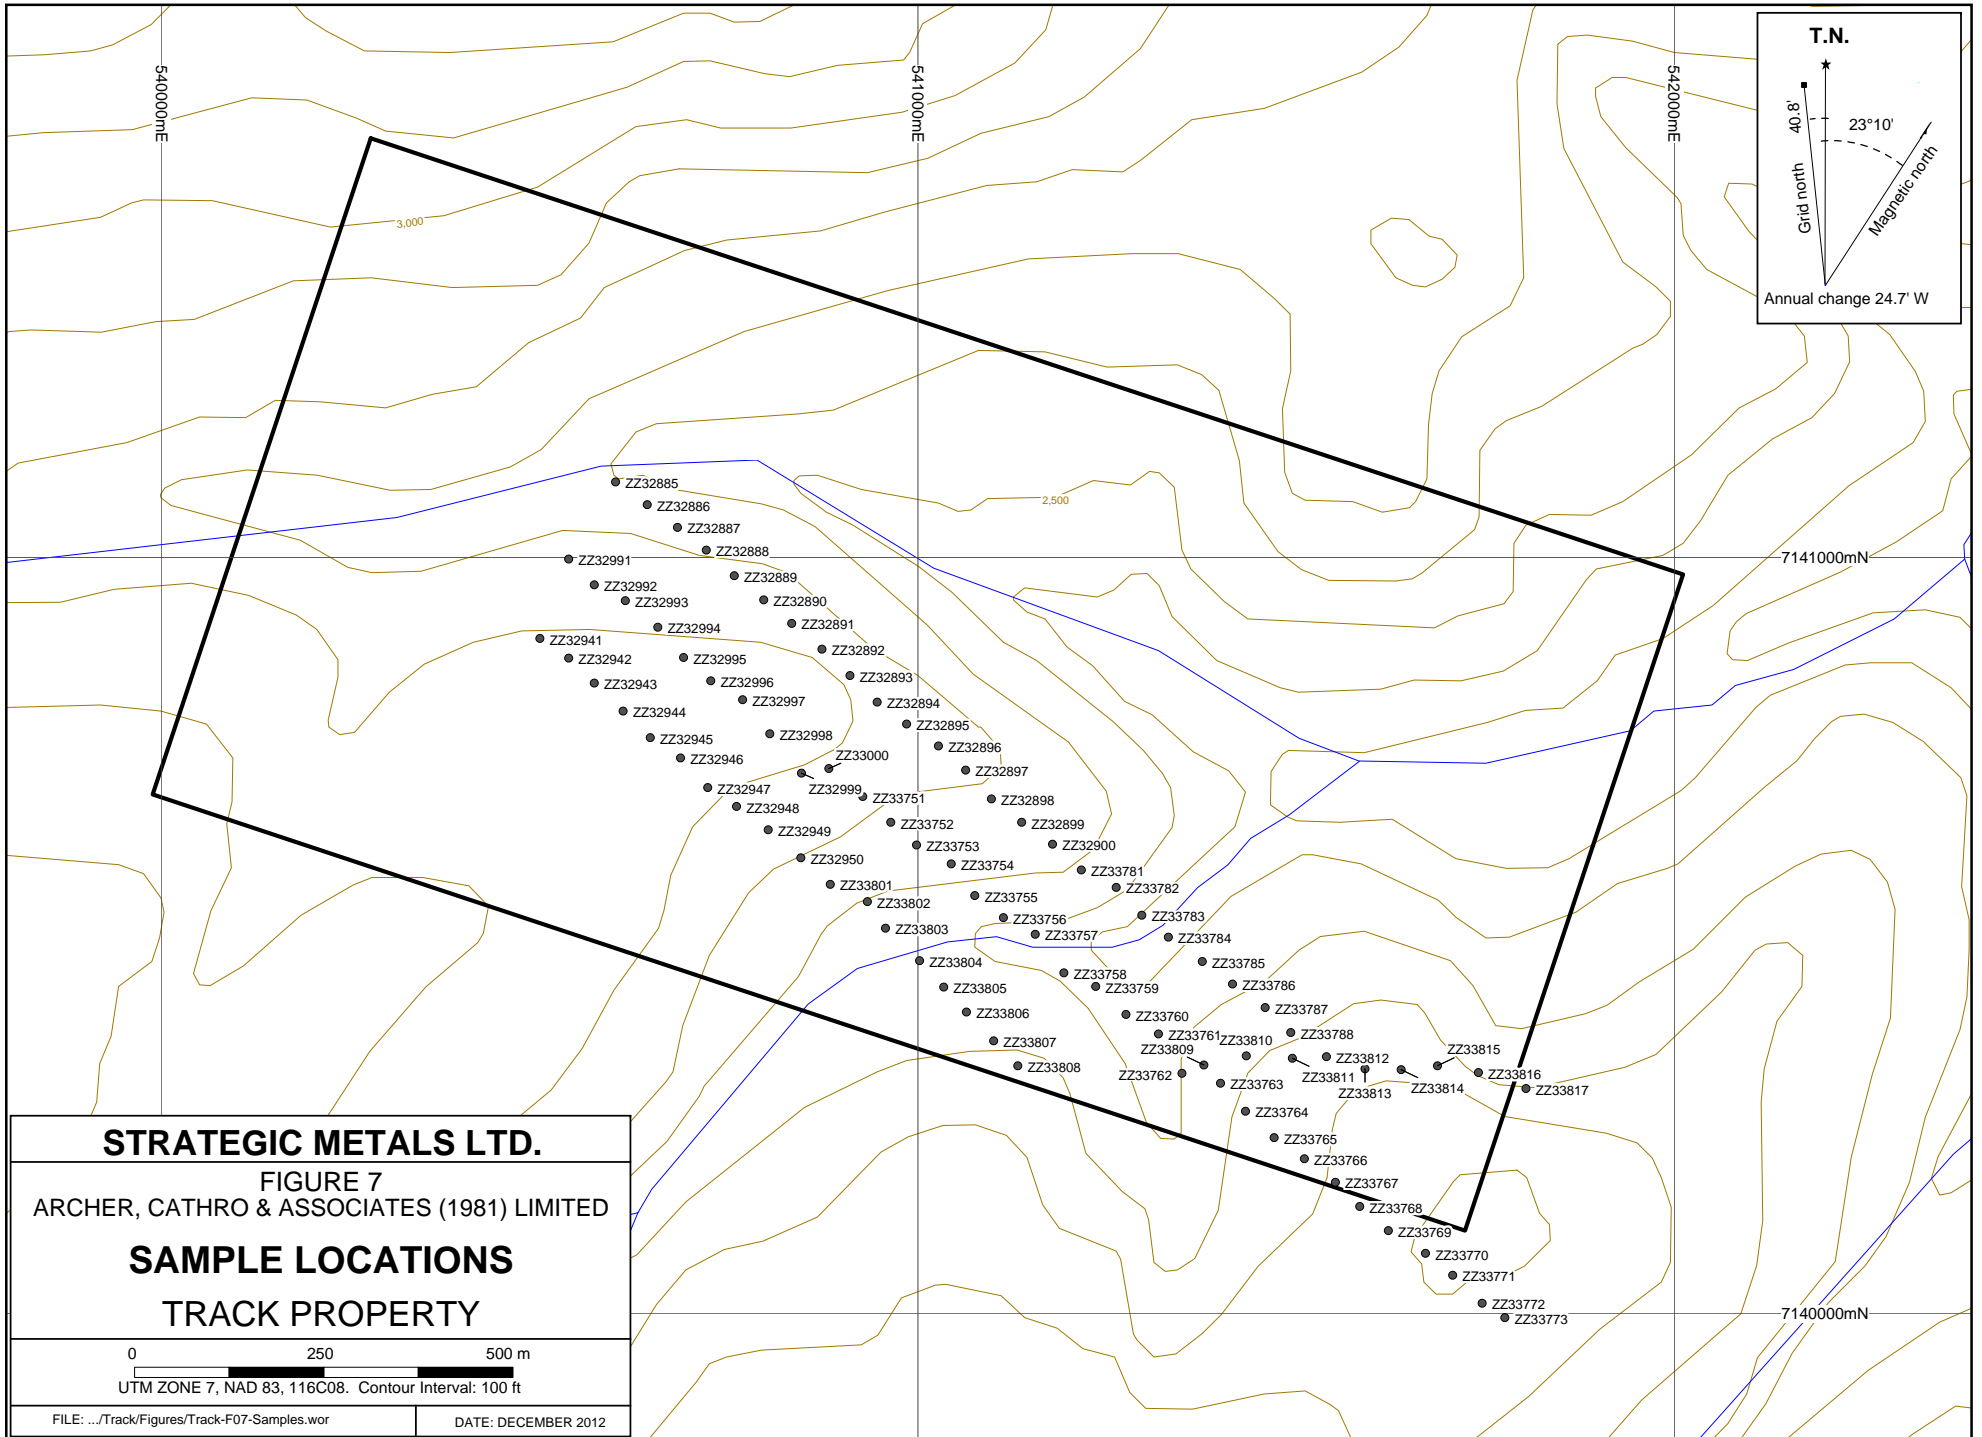 540000mE
541000mE
542000mE
T.N.
40.8'
23°10'
Grid north
Magnetic north
Annual change 24.7' W
3,000
2,500
7141000mN
7140000mN
ZZ32885
ZZ32886
ZZ32887
ZZ32888
ZZ32889
ZZ32890
ZZ32891
ZZ32892
ZZ32893
ZZ32894
ZZ32895
ZZ32896
ZZ32897
ZZ32898
ZZ32899
ZZ32900
ZZ33781
ZZ33782
ZZ33783
ZZ33784
ZZ33785
ZZ33786
ZZ33787
ZZ33788
ZZ32991
ZZ32992
ZZ32993
ZZ32994
ZZ32995
ZZ32996
ZZ32997
ZZ32998
ZZ33000
ZZ32999
ZZ33751
ZZ33752
ZZ33753
ZZ33754
ZZ33755
ZZ33756
ZZ33757
ZZ33758
ZZ33759
ZZ33760
ZZ33761
ZZ33762
ZZ33763
ZZ33764
ZZ33765
ZZ33766
ZZ33767
ZZ33768
ZZ33769
ZZ33770
ZZ33771
ZZ33772
ZZ33773
ZZ32941
ZZ32942
ZZ32943
ZZ32944
ZZ32945
ZZ32946
ZZ32947
ZZ32948
ZZ32949
ZZ32950
ZZ33801
ZZ33802
ZZ33803
ZZ33804
ZZ33805
ZZ33806
ZZ33807
ZZ33808
ZZ33809
ZZ33810
ZZ33811
ZZ33812
ZZ33813
ZZ33814
ZZ33815
ZZ33816
ZZ33817
STRATEGIC METALS LTD.
FIGURE 7
ARCHER, CATHRO & ASSOCIATES (1981) LIMITED
SAMPLE LOCATIONS
TRACK PROPERTY
0 250 500 m
UTM ZONE 7, NAD 83, 116C08. Contour Interval: 100 ft
FILE: .../Track/Figures/Track-F07-Samples.wor
DATE: DECEMBER 2012